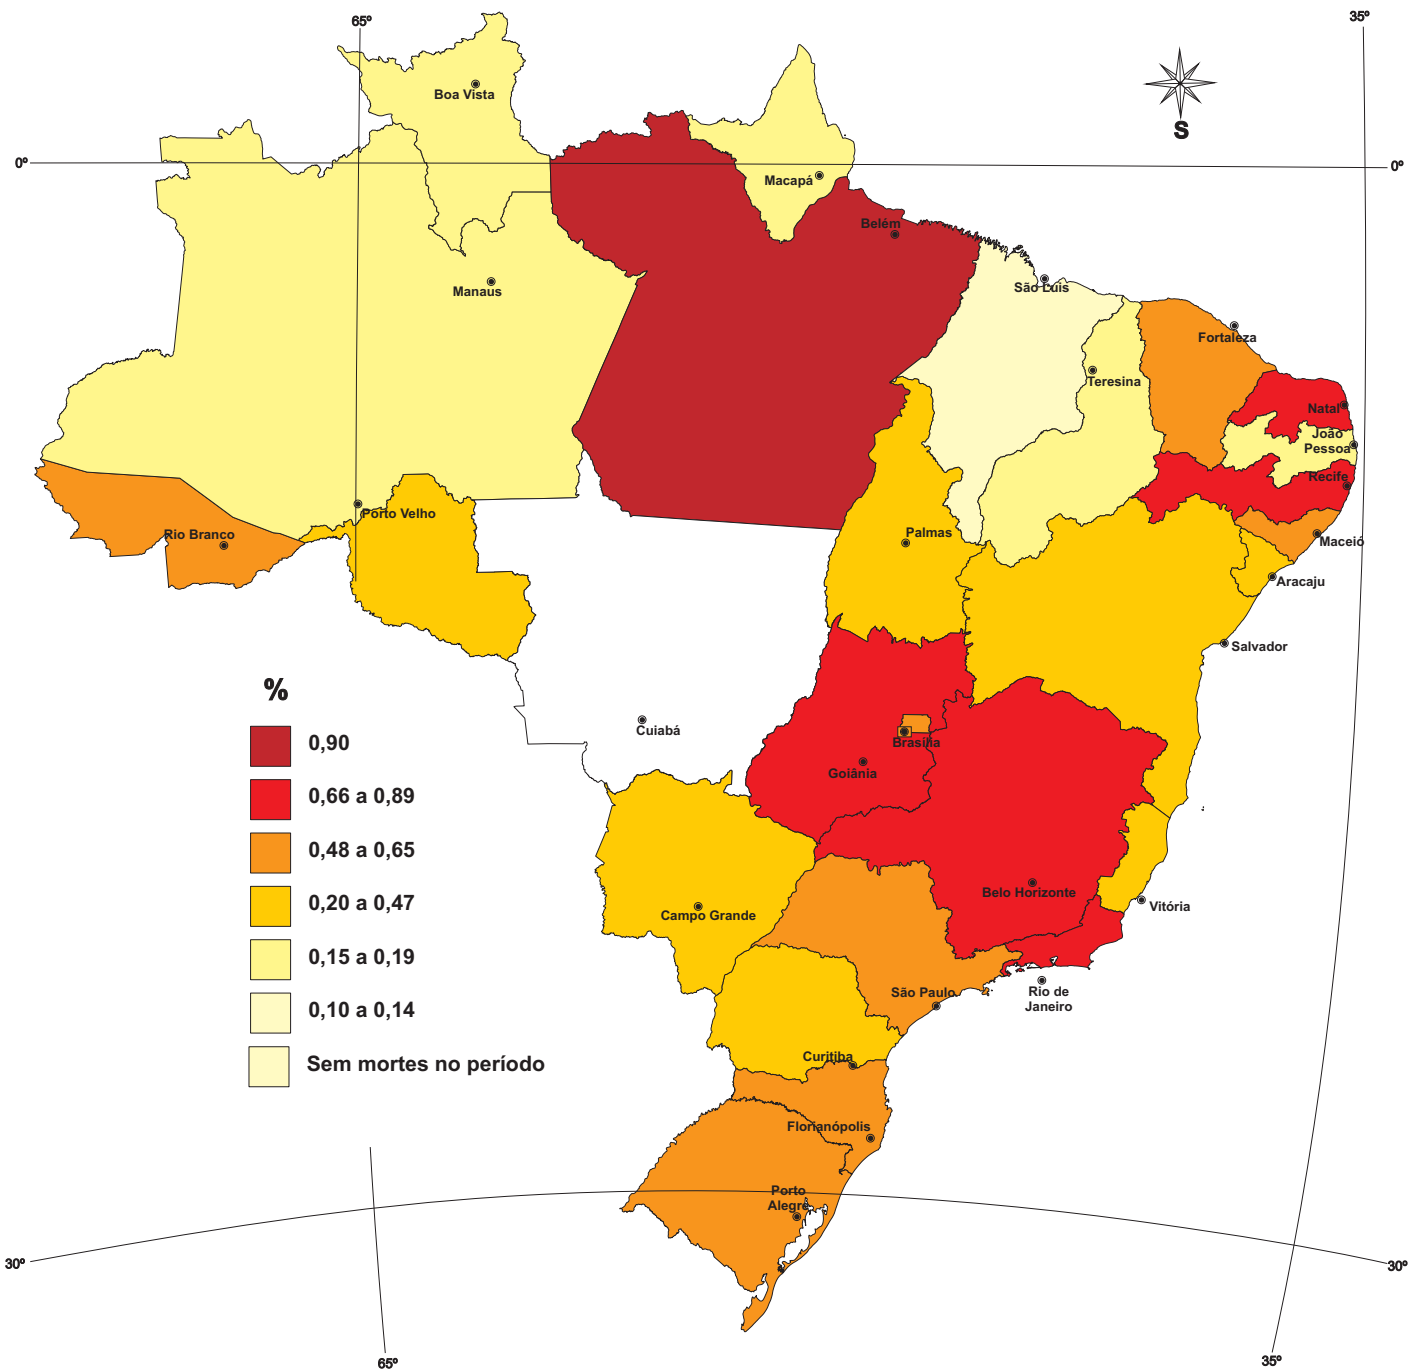 65º
35º
Boa Vista
S
0º
0º
Macapá
Belém
Manaus
São Luis
Fortaleza
Teresina
Natal
João
Pessoa
Recife
Porto Velho
Rio Branco
Palmas
Maceió
Aracaju
Salvador
%
Cuiabá
Brasília
0,90
Goiânia
0,66 a 0,89
0,48 a 0,65
Belo Horizonte
0,20 a 0,47
Vitória
Campo Grande
0,15 a 0,19
São Paulo
Rio de
Janeiro
0,10 a 0,14
Curitiba
Sem mortes no período
Florianópolis
Porto
Alegre
30º
30º
65º
35º